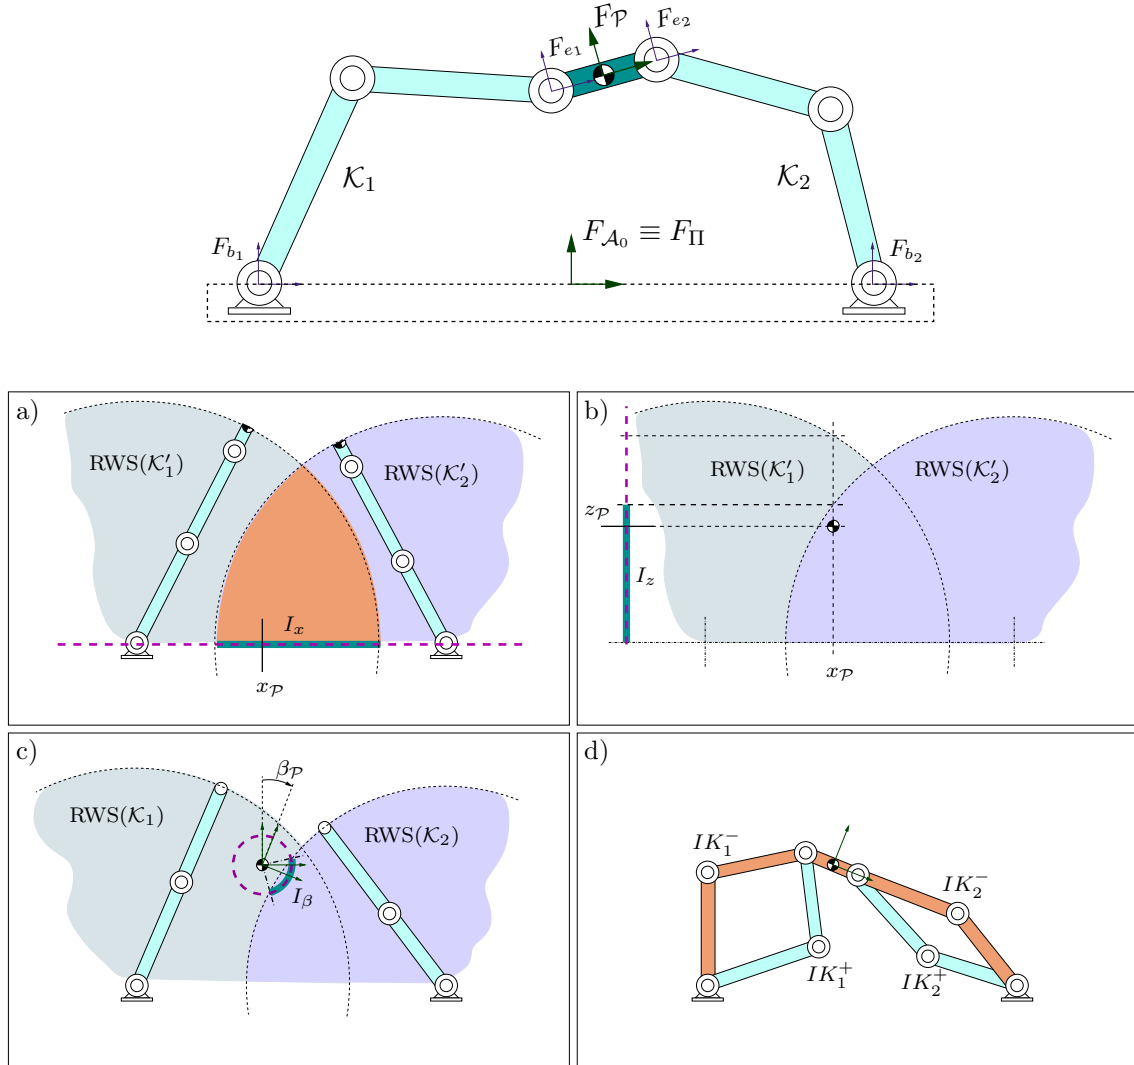 F𝒫
F_{e_1}
F_{e_2}
𝒦_1
𝒦_2
F_{𝒜_0} ≡ F_Π
F_{b_1}
F_{b_2}
a)
RWS(𝒦′_1)
RWS(𝒦′_2)
I_x
x_𝒫
b)
RWS(𝒦′_1)
RWS(𝒦′_2)
z_𝒫
I_z
x_𝒫
c)
β_𝒫
RWS(𝒦_1)
RWS(𝒦_2)
I_β
d)
IK_1^-
IK_2^-
IK_1^+
IK_2^+